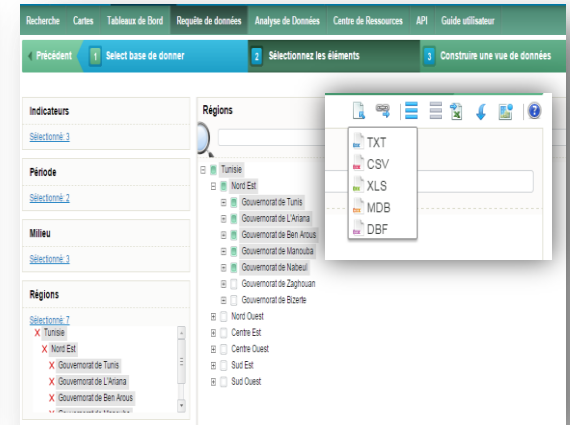 Recherche Cartes Tableaux de Bord Requête de données Analyse de Données Centre de Ressources API Guide utilisateur
Précédent 1 Select base de donner 2 Sélectionnez les éléments 3 Construire une vue de données
Indicateurs
Sélectionné: 3
Période
Sélectionné: 2
Milieu
Sélectionné: 3
Régions
Sélectionné: 7
X Tunisie
X Nord Est
X Gouvernorat de Tunis
X Gouvernorat de L'Ariana
X Gouvernorat de Ben Arous
X Gouvernorat de Manouba
Régions
Tunisie
Nord Est
Gouvernorat de Tunis
Gouvernorat de L'Ariana
Gouvernorat de Ben Arous
Gouvernorat de Manouba
Gouvernorat de Nabeul
Gouvernorat de Zaghouan
Gouvernorat de Bizerte
Nord Ouest
Centre Est
Centre Ouest
Sud Est
Sud Ouest
TXT
CSV
XLS
MDB
DBF